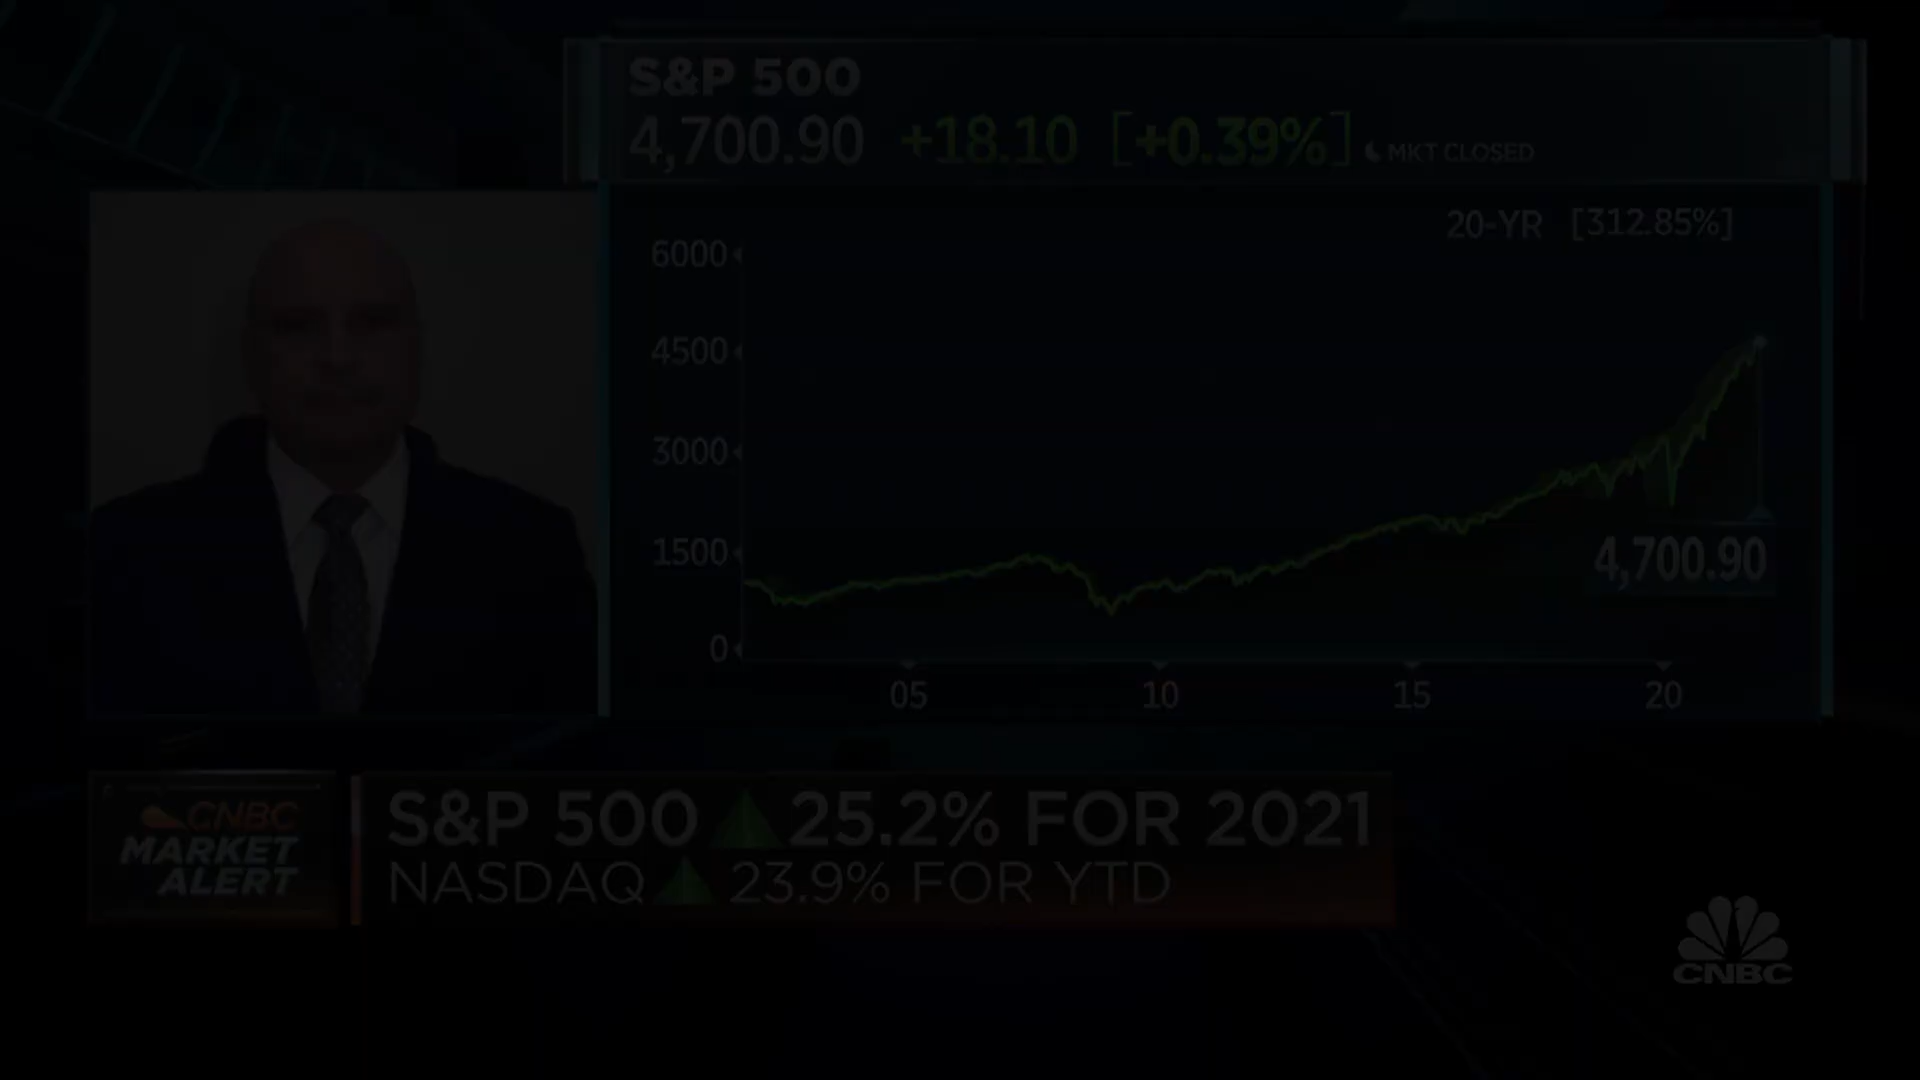 S&P 500
4,700.90 +18.10 [+0.39%] MKT CLOSED
20-YR [312.85%]
6000
4500
3000
1500
0
4,700.90
05 10 15 20
CNBC
MARKET
ALERT
S&P 500 ▲ 25.2% FOR 2021
NASDAQ ▲ 23.9% FOR YTD
CNBC